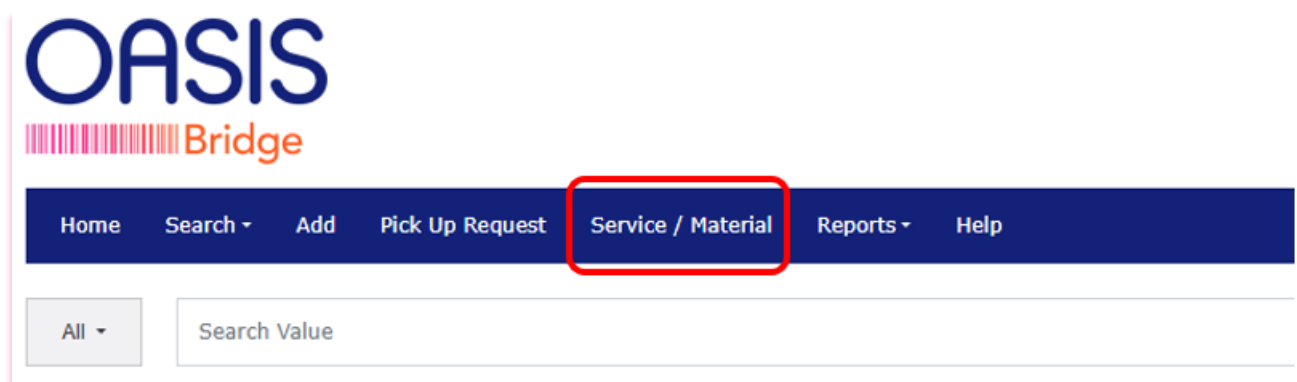 OASIS
Bridge
Home Search Add Pick Up Request Service / Material Reports Help
All Search Value